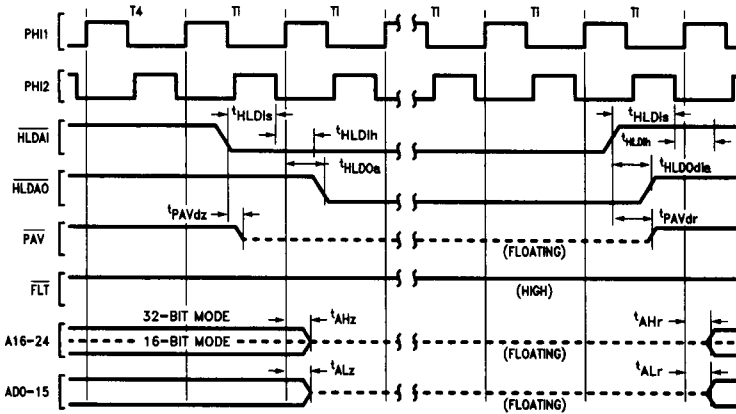 T4 Ti Ti Ti Ti Ti
PHI1
PHI2
tHLDIs tHLDIs
HLDAI
tHLDIh tHLDIh
tHLDOa tHLDOdia
HLDAO
tPAVdz tPAVdr
PAV
(FLOATING)
FLT
(HIGH)
32-BIT MODE tAHz tAHr
A16-24
16-BIT MODE
(FLOATING)
tALz tALr
AD0-15
(FLOATING)